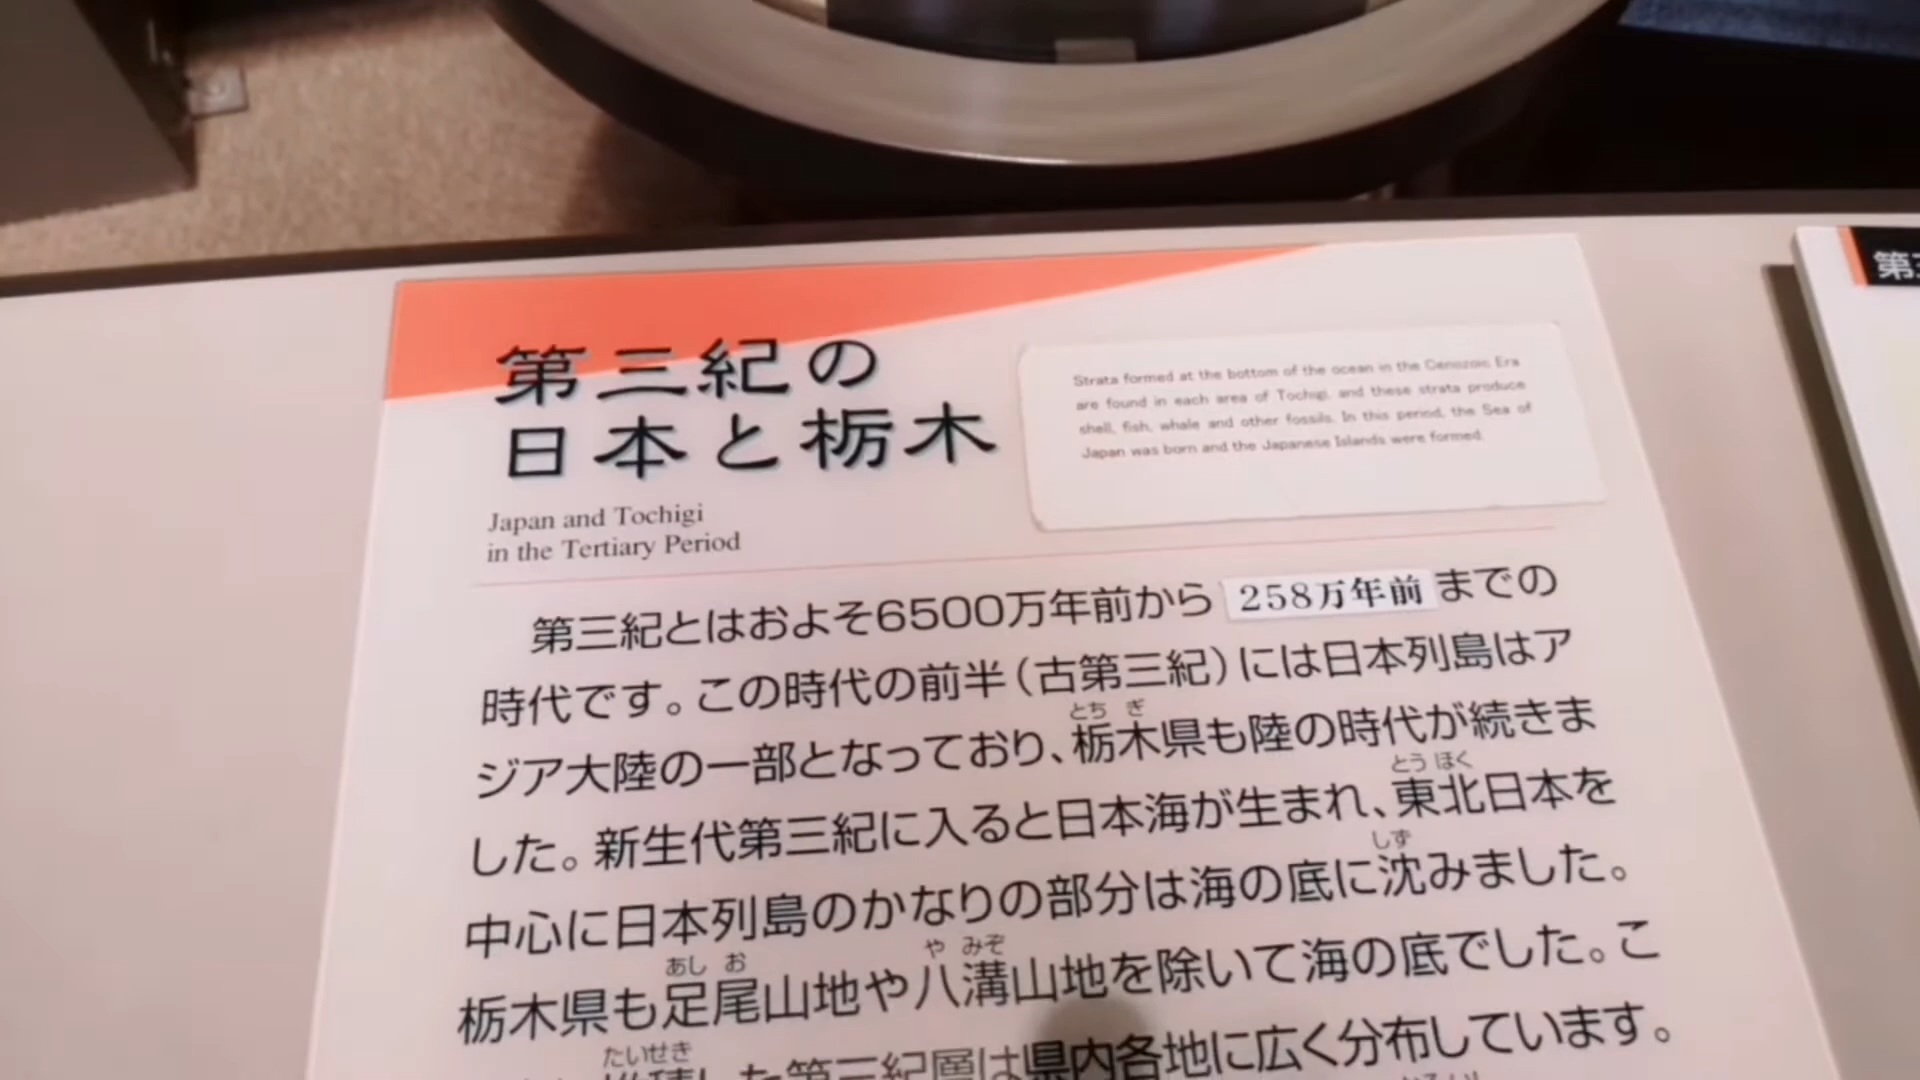 第三紀の
日本と栃木
Japan and Tochigi
in the Tertiary Period
Strata formed at the bottom of the ocean in the Cenozoic Era
are found in each area of Tochigi, and these strata produce
shell, fish, whale and other fossils. In this period, the Sea of
Japan was born and the Japanese Islands were formed.
第三紀とはおよそ6500万年前から 258万年前 までの
時代です。この時代の前半（古第三紀）には日本列島はア
とち ぎ
ジア大陸の一部となっており、栃木県も陸の時代が続きま
とう ほく
した。新生代第三紀に入ると日本海が生まれ、東北日本を
しず
中心に日本列島のかなりの部分は海の底に沈みました。
あし お や みぞ
栃木県も足尾山地や八溝山地を除いて海の底でした。こ
たいせき
した第三紀層は県内各地に広く分布しています。
第